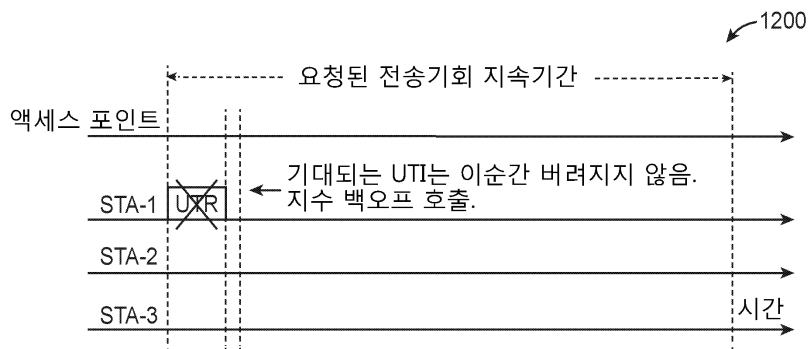 1200
요청된 전송기회 지속기간
액세스 포인트
기대되는 UTI는 이순간 버려지지 않음.
지수 백오프 호출.
STA-1
UTR
STA-2
STA-3
시간